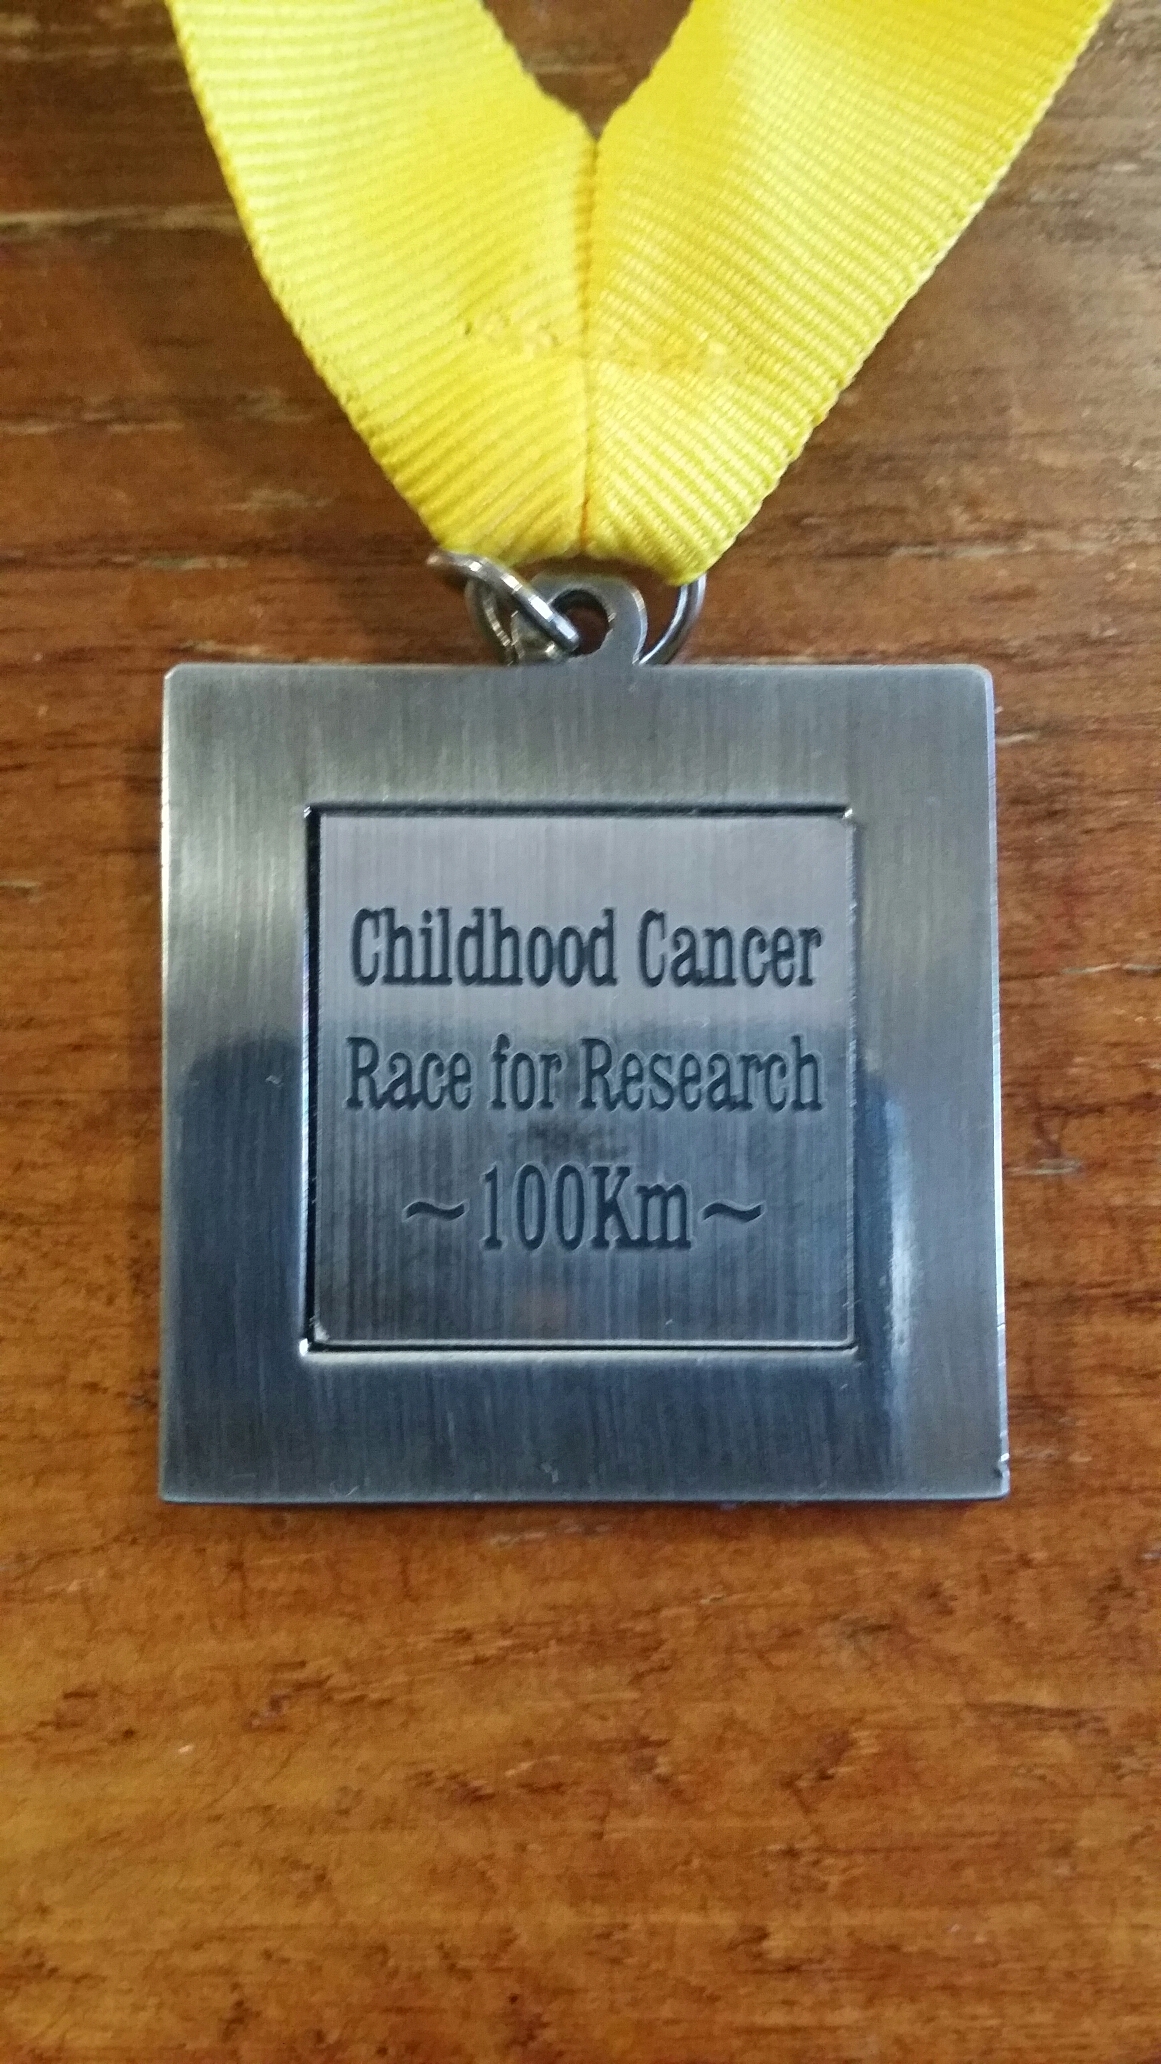 Childhood Cancer
Race for Research
~100Km~